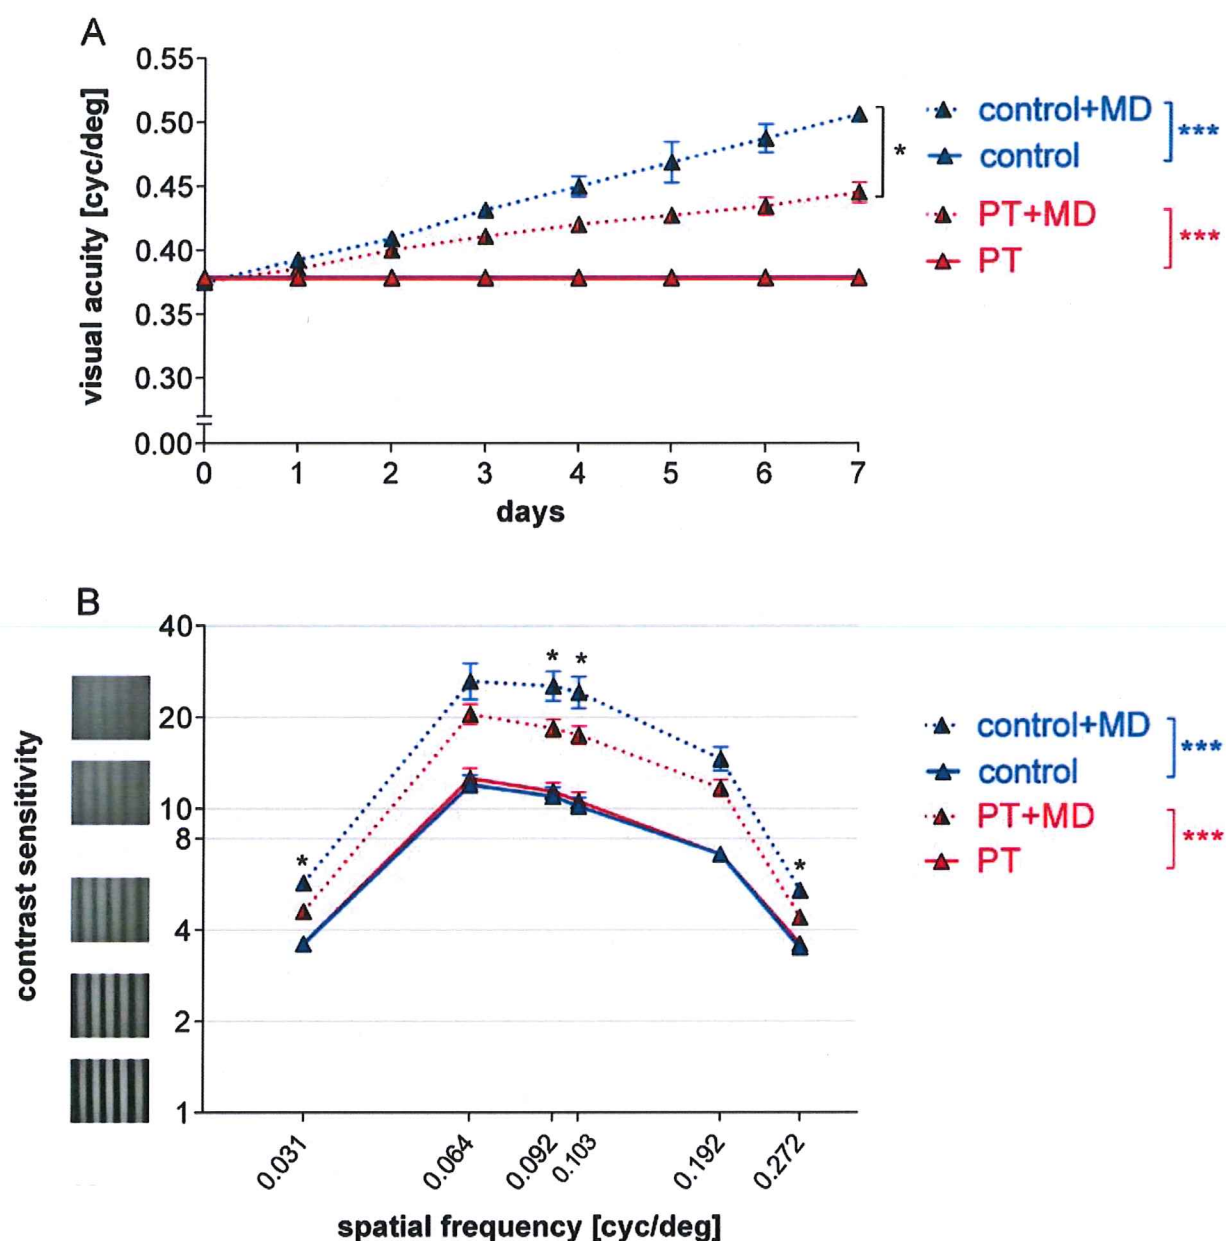 A
visual acuity [cyc/deg]
0.55
0.50
0.45
0.40
0.35
0.30
0.00
0 1 2 3 4 5 6 7
days
*
control+MD
control
***
PT+MD
PT
***
B
contrast sensitivity
40
20
10
8
4
2
1
* * * *
0.031 0.064 0.092 0.103 0.192 0.272
spatial frequency [cyc/deg]
control+MD
control
***
PT+MD
PT
***